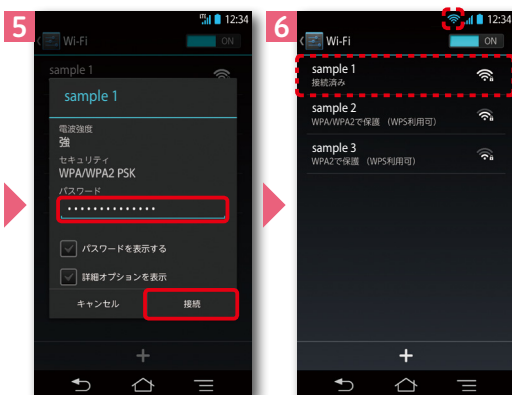 5
12:34
Wi-Fi
ON
sample 1
sample 1
電波強度
強
セキュリティ
WPA/WPA2 PSK
パスワード
••••••••••••••
パスワードを表示する
詳細オプションを表示
キャンセル
接続
6
12:34
Wi-Fi
ON
sample 1
接続済み
sample 2
WPA/WPA2で保護 （WPS利用可）
sample 3
WPA2で保護 （WPS利用可）